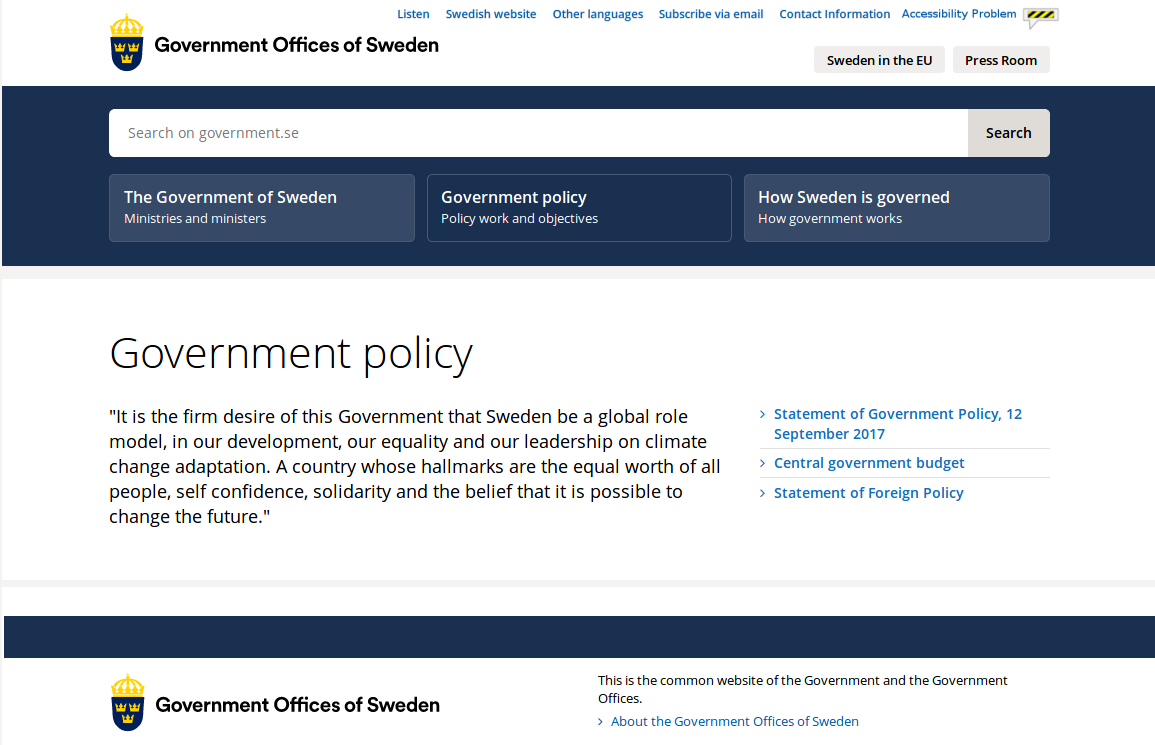 Listen Swedish website Other languages Subscribe via email Contact Information Accessibility Problem
Government Offices of Sweden
Sweden in the EU Press Room
Search on government.se Search
The Government of Sweden
Ministries and ministers
Government policy
Policy work and objectives
How Sweden is governed
How government works
Government policy
"It is the firm desire of this Government that Sweden be a global role
model, in our development, our equality and our leadership on climate
change adaptation. A country whose hallmarks are the equal worth of all
people, self confidence, solidarity and the belief that it is possible to
change the future."
Statement of Government Policy, 12
September 2017
Central government budget
Statement of Foreign Policy
Government Offices of Sweden
This is the common website of the Government and the Government
Offices.
About the Government Offices of Sweden